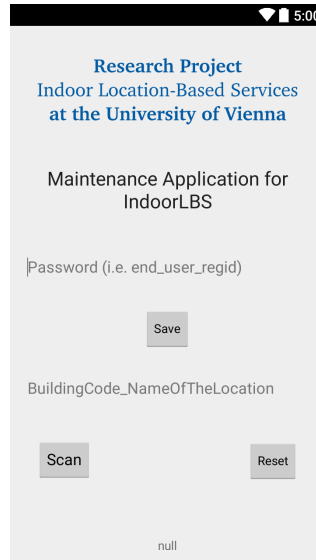 5:00
Research Project
Indoor Location-Based Services
at the University of Vienna
Maintenance Application for
IndoorLBS
Password (i.e. end_user_regid)
Save
BuildingCode_NameOfTheLocation
Scan
Reset
null